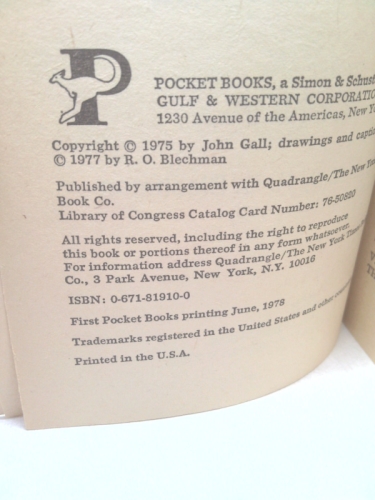 P
POCKET BOOKS, a Simon & Schust
GULF & WESTERN CORPORATIO
1230 Avenue of the Americas, New Yo
Copyright © 1975 by John Gall; drawings and capti
© 1977 by R. O. Blechman
Published by arrangement with Quadrangle/The New York
Book Co.
Library of Congress Catalog Card Number: 76-50820
All rights reserved, including the right to reproduce
this book or portions thereof in any form whatsoever.
For information address Quadrangle/The New York Times
Co., 3 Park Avenue, New York, N.Y. 10016
ISBN: 0-671-81910-0
First Pocket Books printing June, 1978
Trademarks registered in the United States and other
Printed in the U.S.A.